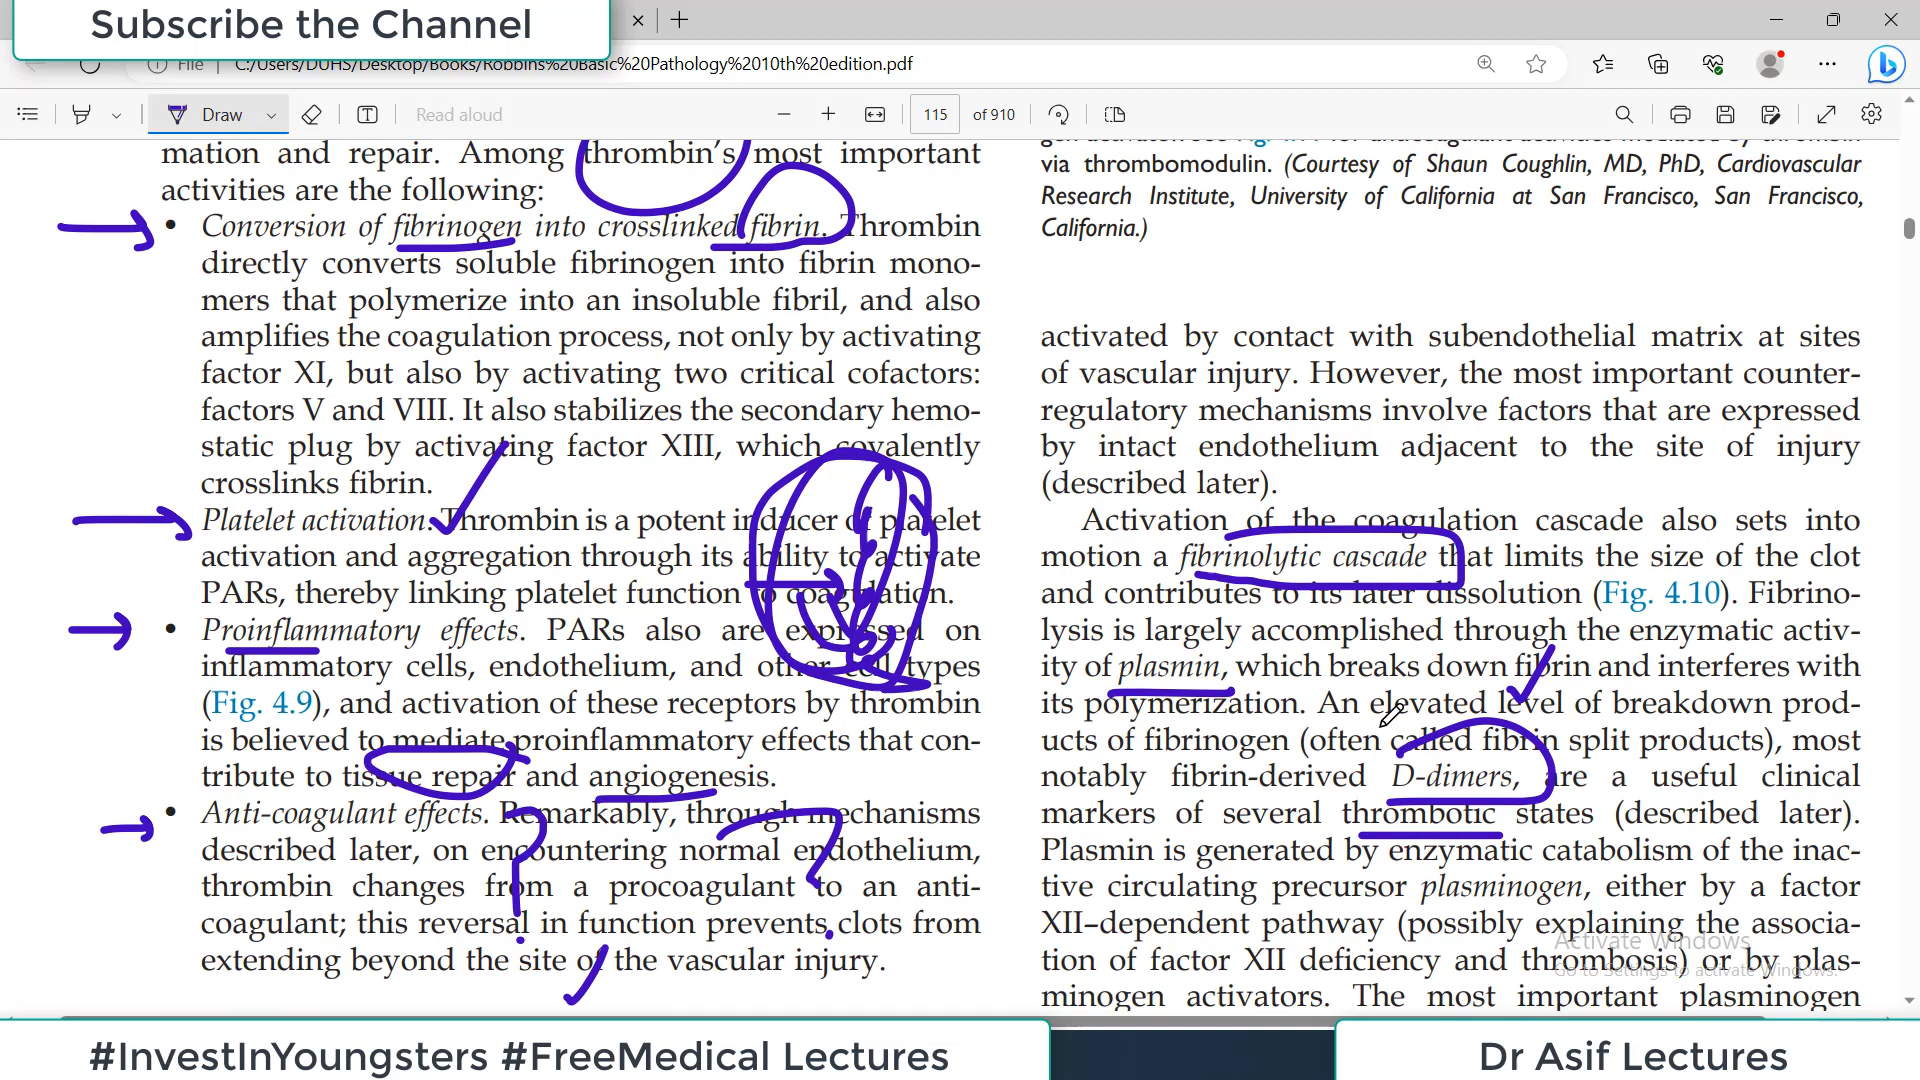 Subscribe the Channel
File
C:/Users/DUHS/Desktop/Books/Robbins%20Basic%20Pathology%2010th%20edition.pdf
Draw
Read aloud
115
of 910
mation and repair. Among thrombin's most important
activities are the following:
• Conversion of fibrinogen into crosslinked fibrin. Thrombin
directly converts soluble fibrinogen into fibrin mono-
mers that polymerize into an insoluble fibril, and also
amplifies the coagulation process, not only by activating
factor XI, but also by activating two critical cofactors:
factors V and VIII. It also stabilizes the secondary hemo-
static plug by activating factor XIII, which covalently
crosslinks fibrin.
Platelet activation. Thrombin is a potent inducer of platelet
activation and aggregation through its ability to activate
PARs, thereby linking platelet function to coagulation.
• Proinflammatory effects. PARs also are expressed on
inflammatory cells, endothelium, and other cell types
(Fig. 4.9), and activation of these receptors by thrombin
is believed to mediate proinflammatory effects that con-
tribute to tissue repair and angiogenesis.
• Anti-coagulant effects. Remarkably, through mechanisms
described later, on encountering normal endothelium,
thrombin changes from a procoagulant to an anti-
coagulant; this reversal in function prevents clots from
extending beyond the site of the vascular injury.
via thrombomodulin. (Courtesy of Shaun Coughlin, MD, PhD, Cardiovascular
Research Institute, University of California at San Francisco, San Francisco,
California.)
activated by contact with subendothelial matrix at sites
of vascular injury. However, the most important counter-
regulatory mechanisms involve factors that are expressed
by intact endothelium adjacent to the site of injury
(described later).
Activation of the coagulation cascade also sets into
motion a fibrinolytic cascade that limits the size of the clot
and contributes to its later dissolution (Fig. 4.10). Fibrino-
lysis is largely accomplished through the enzymatic activ-
ity of plasmin, which breaks down fibrin and interferes with
its polymerization. An elevated level of breakdown prod-
ucts of fibrinogen (often called fibrin split products), most
notably fibrin-derived D-dimers, are a useful clinical
markers of several thrombotic states (described later).
Plasmin is generated by enzymatic catabolism of the inac-
tive circulating precursor plasminogen, either by a factor
XII–dependent pathway (possibly explaining the associa-
tion of factor XII deficiency and thrombosis) or by plas-
minogen activators. The most important plasminogen
Activate Windows
Go to Settings to activate Windows.
#InvestInYoungsters #FreeMedical Lectures
Dr Asif Lectures